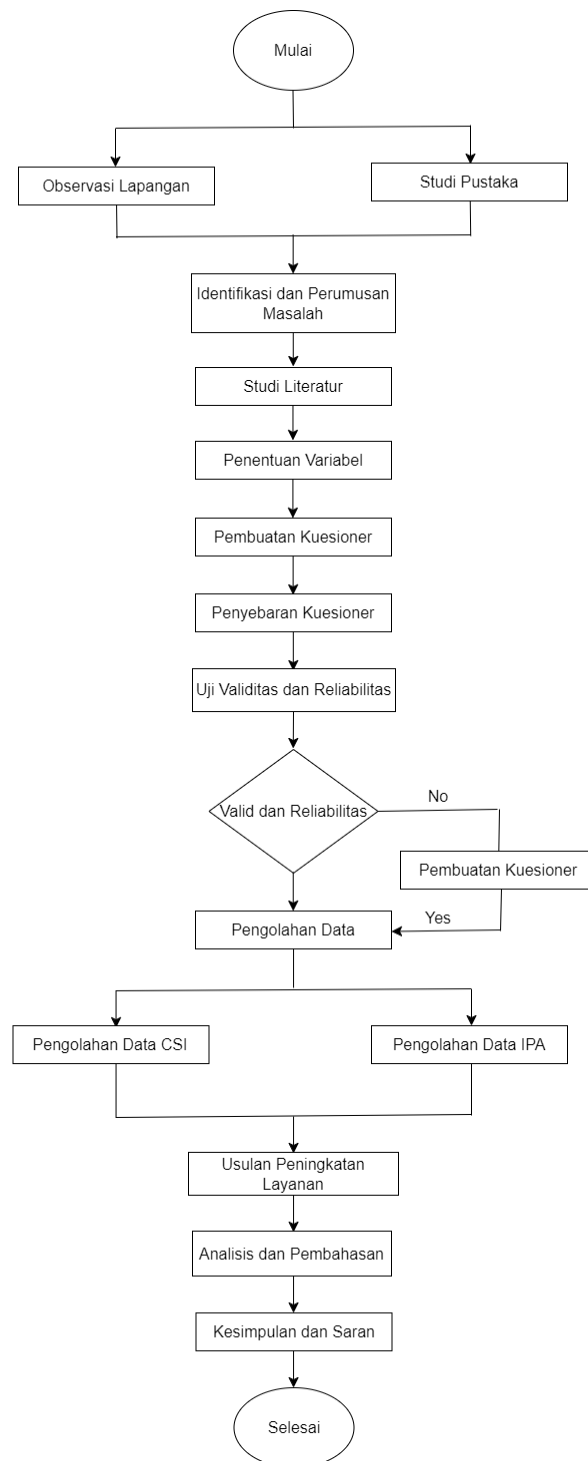 Mulai
Observasi Lapangan
Studi Pustaka
Identifikasi dan Perumusan
Masalah
Studi Literatur
Penentuan Variabel
Pembuatan Kuesioner
Penyebaran Kuesioner
Uji Validitas dan Reliabilitas
Valid dan Reliabilitas
No
Pembuatan Kuesioner
Yes
Pengolahan Data
Pengolahan Data CSI
Pengolahan Data IPA
Usulan Peningkatan
Layanan
Analisis dan Pembahasan
Kesimpulan dan Saran
Selesai